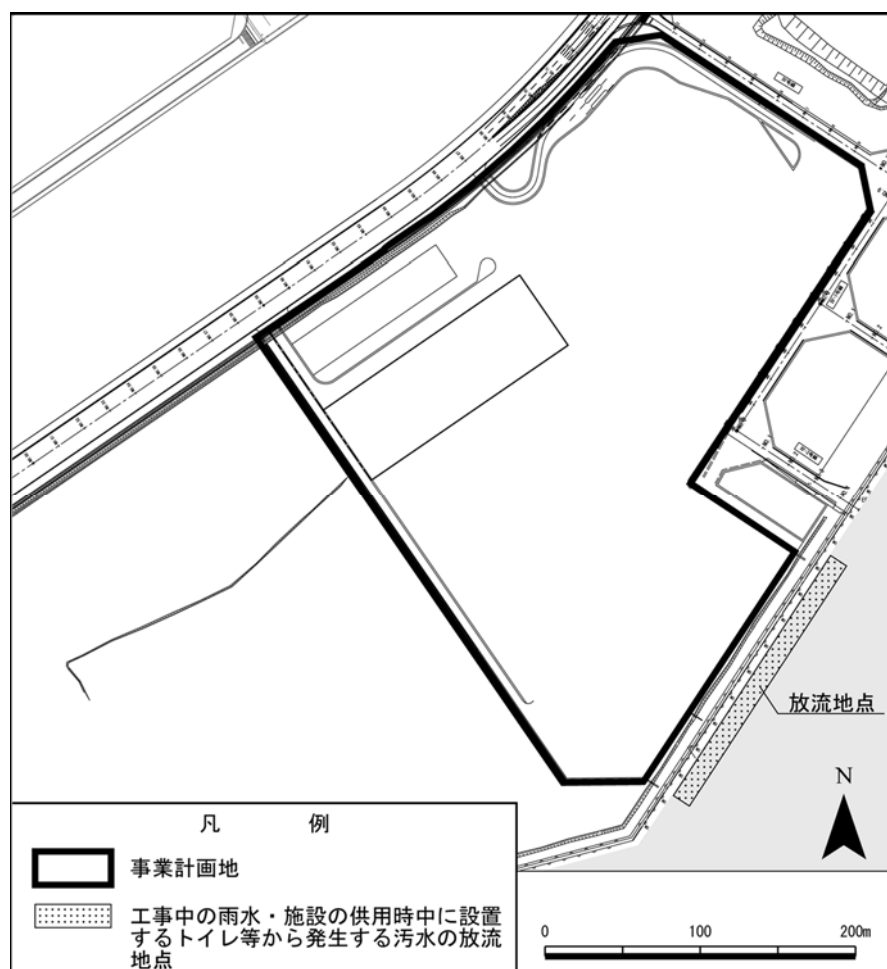 放流地点
N
凡 例
事業計画地
工事中の雨水・施設の供用時中に設置
するトイレ等から発生する汚水の放流
地点
0 100 200m